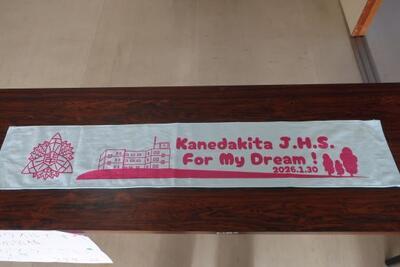 Kanedakita J.H.S.
For My Dream !
2026.1.30